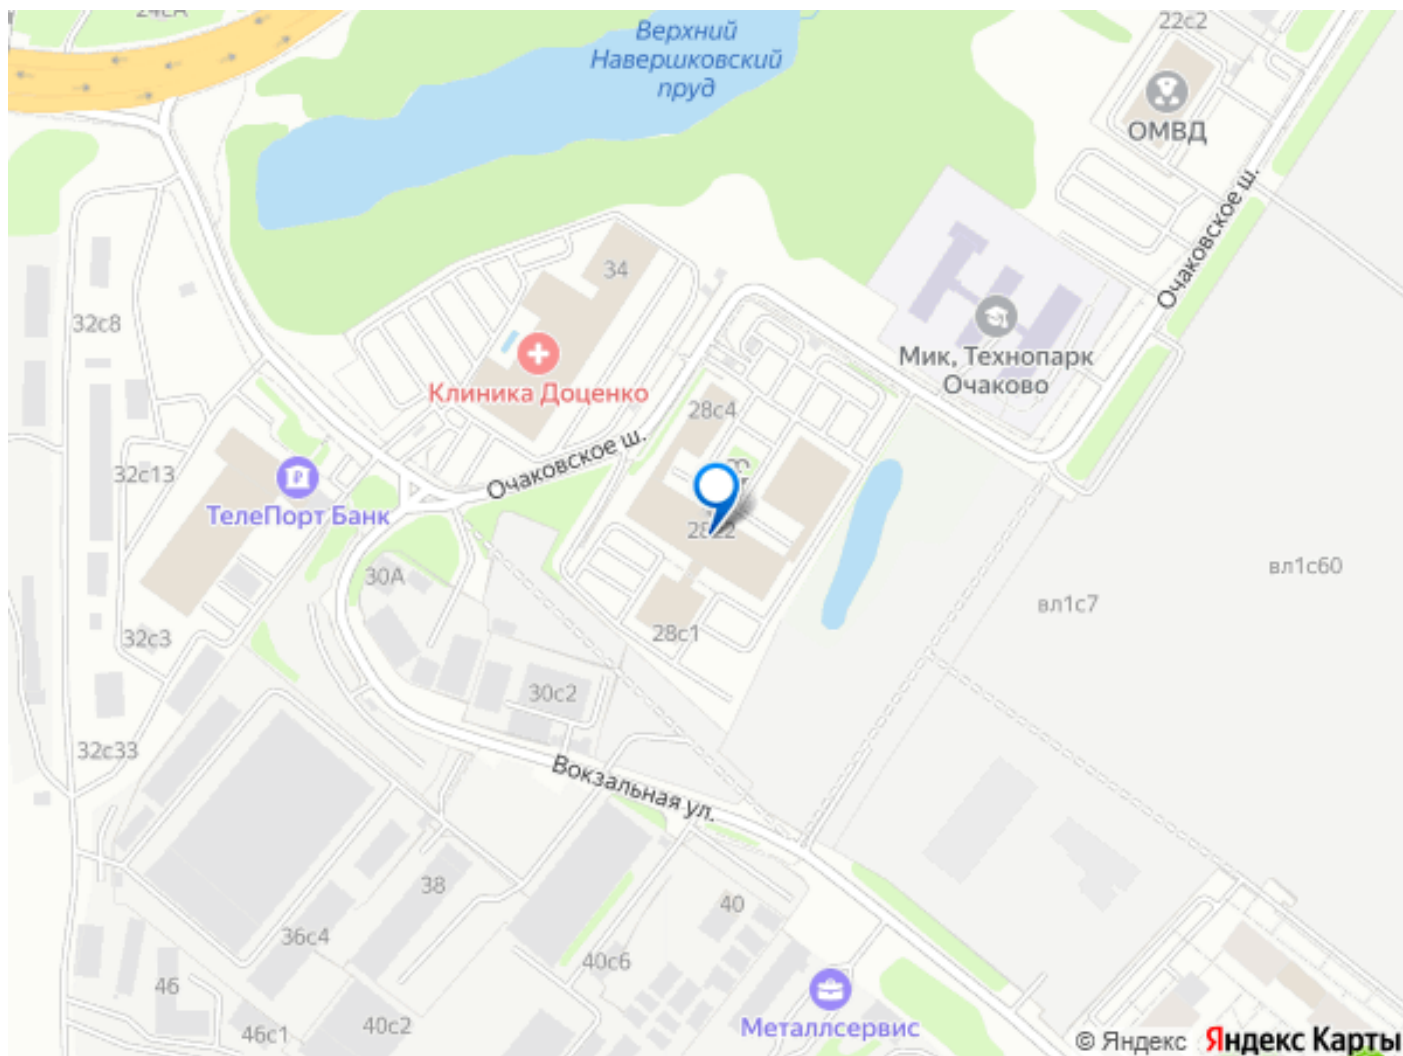 22с2
Верхний
Навершковский
пруд
ОМВД
Очаковское ш.
34
32с8
Мик, Технопарк
Очаково
Клиника Доценко
28с4
Очаковское ш.
32с13
ТелеПорт Банк
30А
вл1с60
вл1с7
28с1
32с3
30с2
32с33
Вокзальная ул.
38
40
36с4
40с6
46
Металлсервис
46с1
40с2
© Яндекс Яндекс Карты